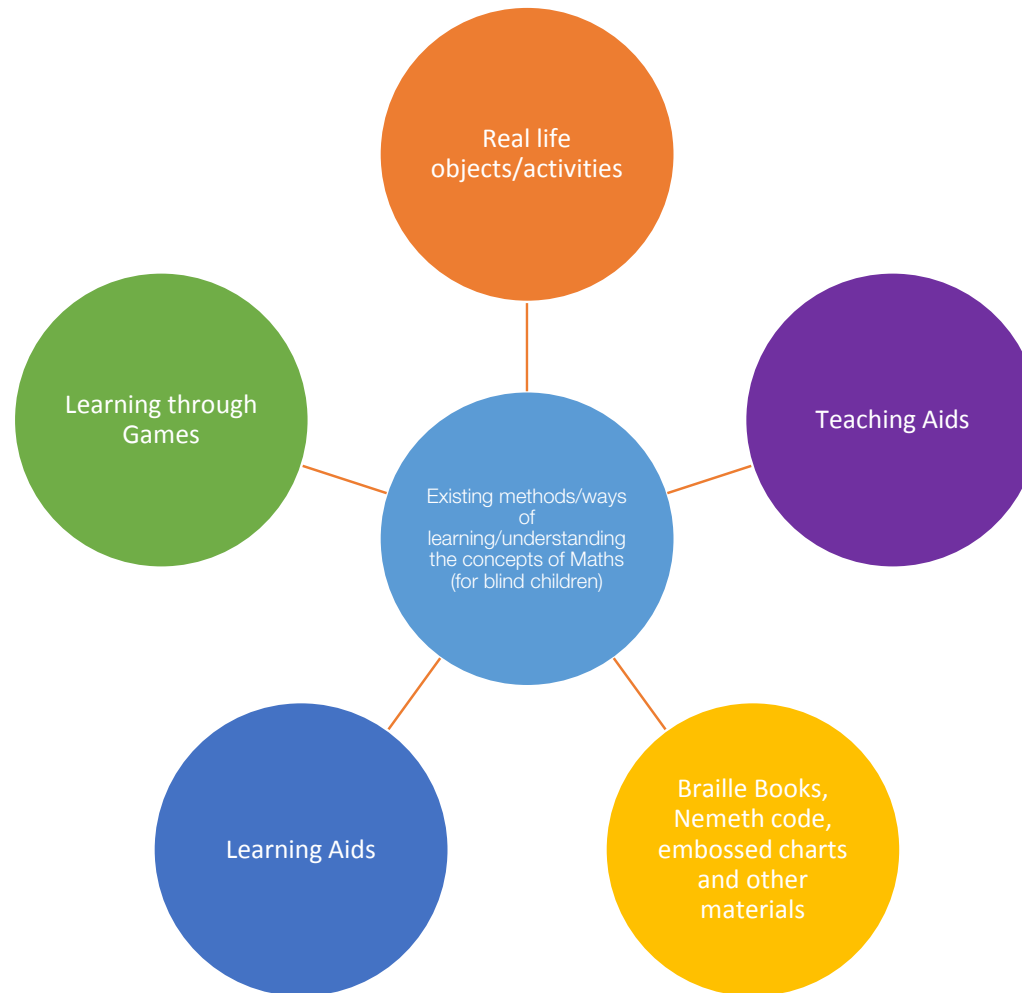 Real life
objects/activities
Learning through
Games
Teaching Aids
Existing methods/ways
of
learning/understanding
the concepts of Maths
(for blind children)
Learning Aids
Braille Books,
Nemeth code,
embossed charts
and other
materials